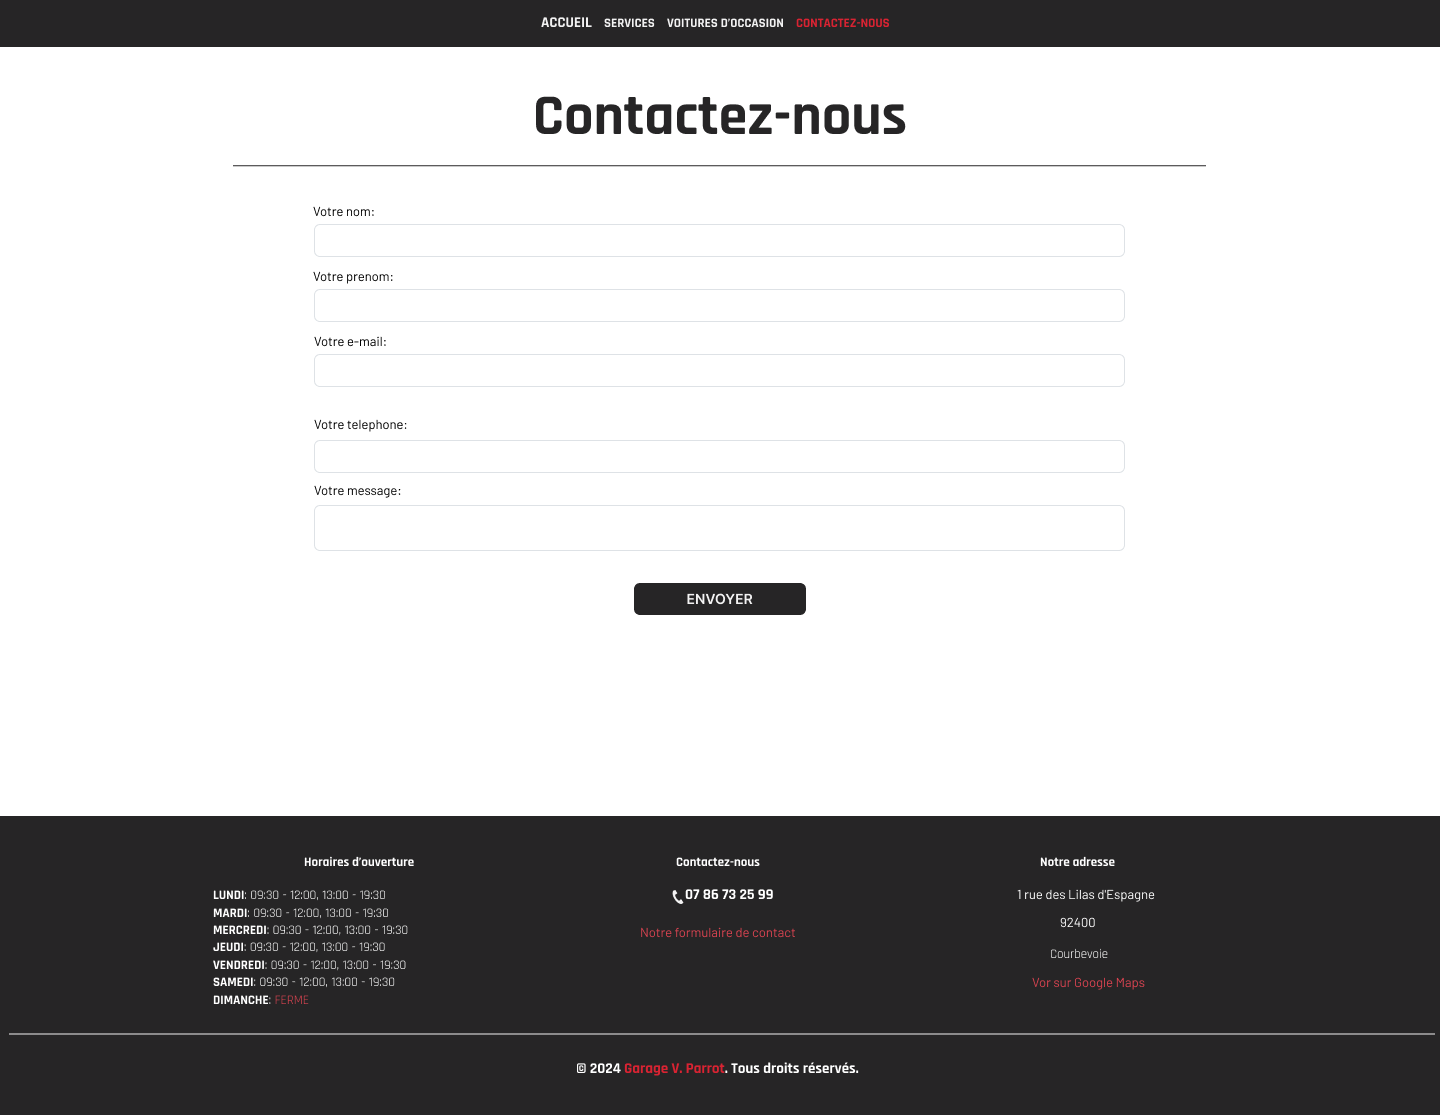 ACCUEIL SERVICES VOITURES D'OCCASION CONTACTEZ-NOUS
Contactez-nous
Votre nom:
Votre prenom:
Votre e-mail:
Votre telephone:
Votre message:
ENVOYER
Horaires d'ouverture
LUNDI: 09:30 - 12:00, 13:00 - 19:30
MARDI: 09:30 - 12:00, 13:00 - 19:30
MERCREDI: 09:30 - 12:00, 13:00 - 19:30
JEUDI: 09:30 - 12:00, 13:00 - 19:30
VENDREDI: 09:30 - 12:00, 13:00 - 19:30
SAMEDI: 09:30 - 12:00, 13:00 - 19:30
DIMANCHE: FERME
Contactez-nous
07 86 73 25 99
Notre formulaire de contact
Notre adresse
1 rue des Lilas d'Espagne
92400
Courbevoie
Vor sur Google Maps
© 2024 Garage V. Parrot. Tous droits réservés.